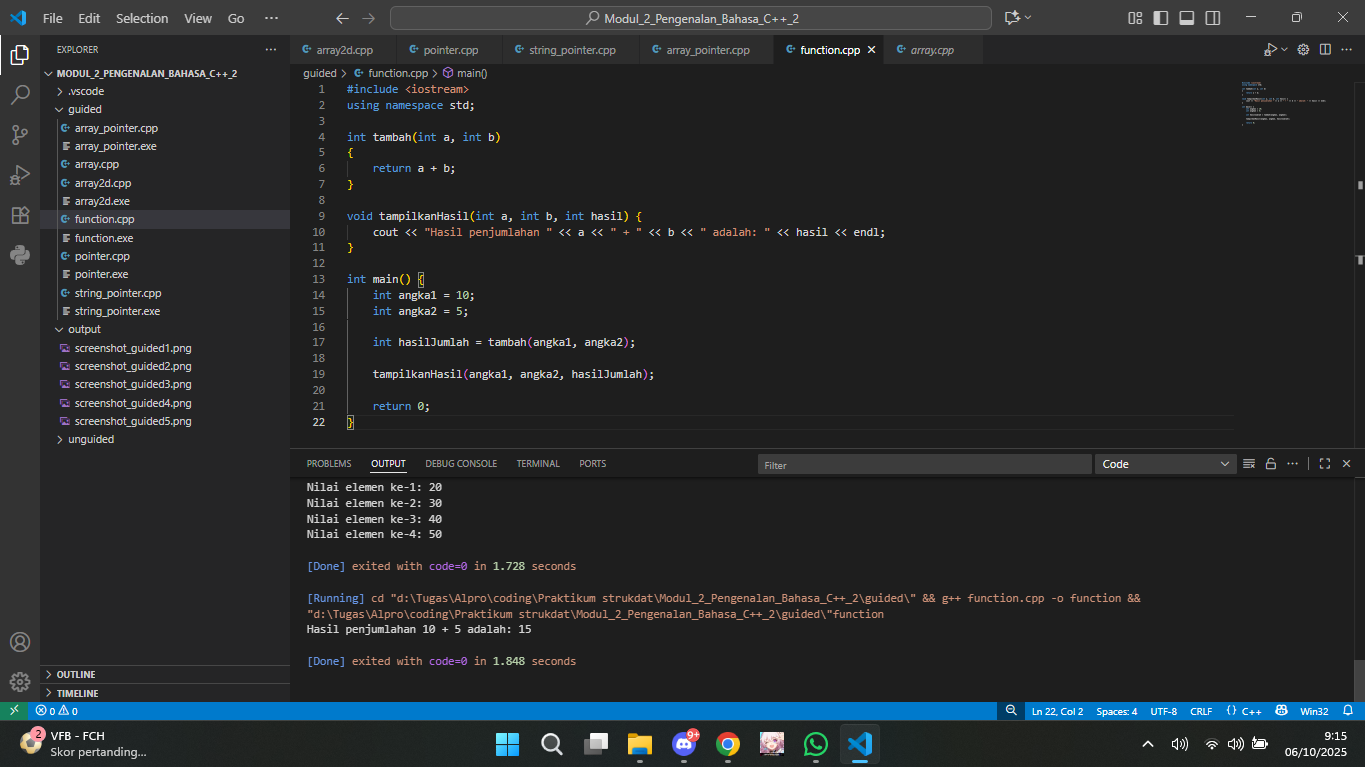 File Edit Selection View Go ···
Modul_2_Pengenalan_Bahasa_C++_2
EXPLORER ···
MODUL_2_PENGENALAN_BAHASA_C++_2
.vscode
guided
array_pointer.cpp
array_pointer.exe
array.cpp
array2d.cpp
array2d.exe
function.cpp
function.exe
pointer.cpp
pointer.exe
string_pointer.cpp
string_pointer.exe
output
screenshot_guided1.png
screenshot_guided2.png
screenshot_guided3.png
screenshot_guided4.png
screenshot_guided5.png
unguided
OUTLINE
TIMELINE
array2d.cpp pointer.cpp string_pointer.cpp array_pointer.cpp function.cpp array.cpp
guided > function.cpp > main()
1 #include <iostream>
2 using namespace std;
3
4 int tambah(int a, int b)
5 {
6 return a + b;
7 }
8
9 void tampilkanHasil(int a, int b, int hasil) {
10 cout << "Hasil penjumlahan " << a << " + " << b << " adalah: " << hasil << endl;
11 }
12
13 int main() {
14 int angka1 = 10;
15 int angka2 = 5;
16
17 int hasilJumlah = tambah(angka1, angka2);
18
19 tampilkanHasil(angka1, angka2, hasilJumlah);
20
21 return 0;
22 }
PROBLEMS OUTPUT DEBUG CONSOLE TERMINAL PORTS Filter Code
Nilai elemen ke-1: 20
Nilai elemen ke-2: 30
Nilai elemen ke-3: 40
Nilai elemen ke-4: 50
[Done] exited with code=0 in 1.728 seconds
[Running] cd "d:\Tugas\Alpro\coding\Praktikum strukdat\Modul_2_Pengenalan_Bahasa_C++_2\guided\" && g++ function.cpp -o function &&
"d:\Tugas\Alpro\coding\Praktikum strukdat\Modul_2_Pengenalan_Bahasa_C++_2\guided\"function
Hasil penjumlahan 10 + 5 adalah: 15
[Done] exited with code=0 in 1.848 seconds
0 0 Ln 22, Col 2 Spaces: 4 UTF-8 CRLF {} C++ Win32
2 VFB - FCH
Skor pertanding...
9+
9:15
06/10/2025